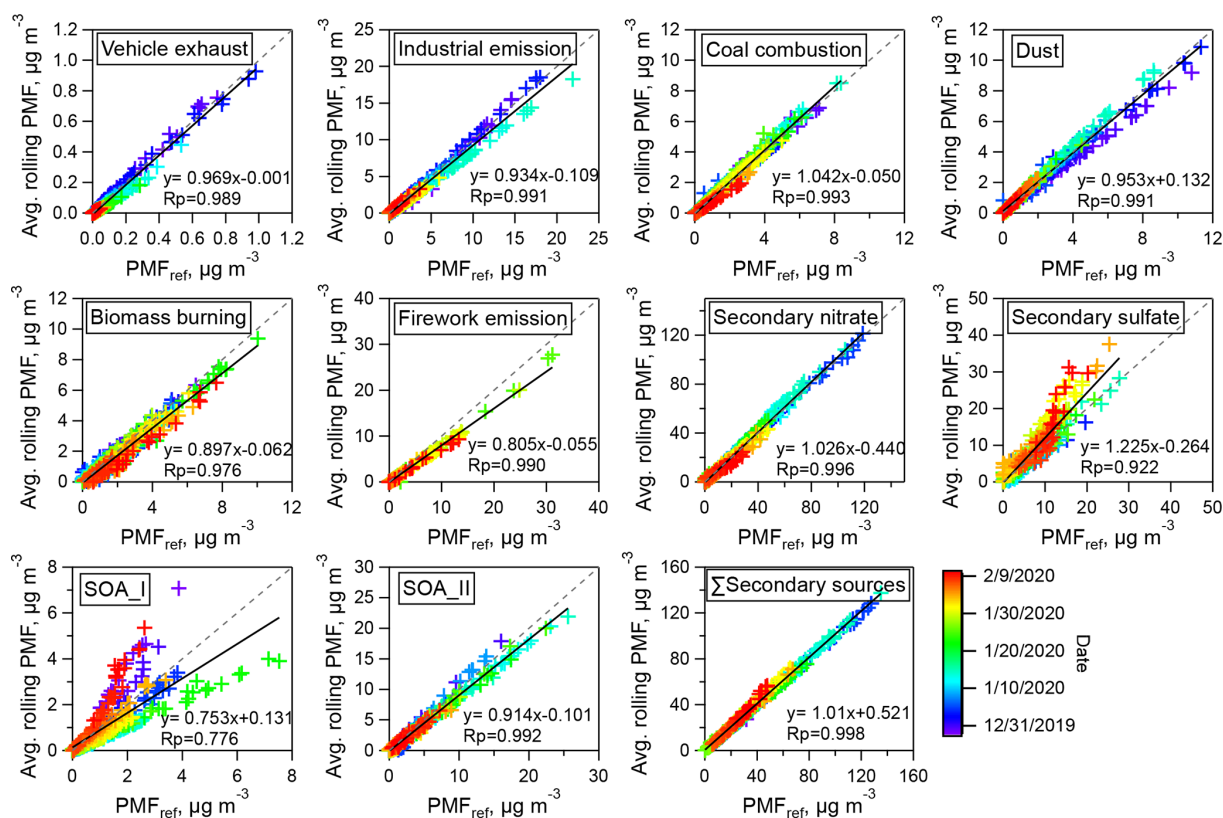 Vehicle exhaust
Avg. rolling PMF, µg m⁻³
1.2
1.0
0.8
0.6
0.4
0.2
0.0
y= 0.969x-0.001
Rp=0.989
0.0 0.2 0.4 0.6 0.8 1.0 1.2
PMFref, µg m⁻³
Industrial emission
Avg. rolling PMF, µg m⁻³
25
20
15
10
5
0
y= 0.934x-0.109
Rp=0.991
0 5 10 15 20 25
PMFref, µg m⁻³
Coal combustion
Avg. rolling PMF, µg m⁻³
12
10
8
6
4
2
0
y= 1.042x-0.050
Rp=0.993
0 4 8 12
PMFref, µg m⁻³
Dust
Avg. rolling PMF, µg m⁻³
12
10
8
6
4
2
0
y= 0.953x+0.132
Rp=0.991
0 4 8 12
PMFref, µg m⁻³
Biomass burning
Avg. rolling PMF, µg m⁻³
12
10
8
6
4
2
0
y= 0.897x-0.062
Rp=0.976
0 4 8 12
PMFref, µg m⁻³
Firework emission
Avg. rolling PMF, µg m⁻³
40
30
20
10
0
y= 0.805x-0.055
Rp=0.990
0 10 20 30 40
PMFref, µg m⁻³
Secondary nitrate
Avg. rolling PMF, µg m⁻³
120
80
40
0
y= 1.026x-0.440
Rp=0.996
0 30 60 90 120
PMFref, µg m⁻³
Secondary sulfate
Avg. rolling PMF, µg m⁻³
50
40
30
20
10
0
y= 1.225x-0.264
Rp=0.922
0 10 20 30 40 50
PMFref, µg m⁻³
SOA_I
Avg. rolling PMF, µg m⁻³
8
6
4
2
0
y= 0.753x+0.131
Rp=0.776
0 2 4 6 8
PMFref, µg m⁻³
SOA_II
Avg. rolling PMF, µg m⁻³
30
25
20
15
10
5
0
y= 0.914x-0.101
Rp=0.992
0 10 20 30
PMFref, µg m⁻³
∑Secondary sources
Avg. rolling PMF, µg m⁻³
160
120
80
40
0
y= 1.01x+0.521
Rp=0.998
0 40 80 120 160
PMFref, µg m⁻³
2/9/2020
1/30/2020
1/20/2020
1/10/2020
12/31/2019
Date